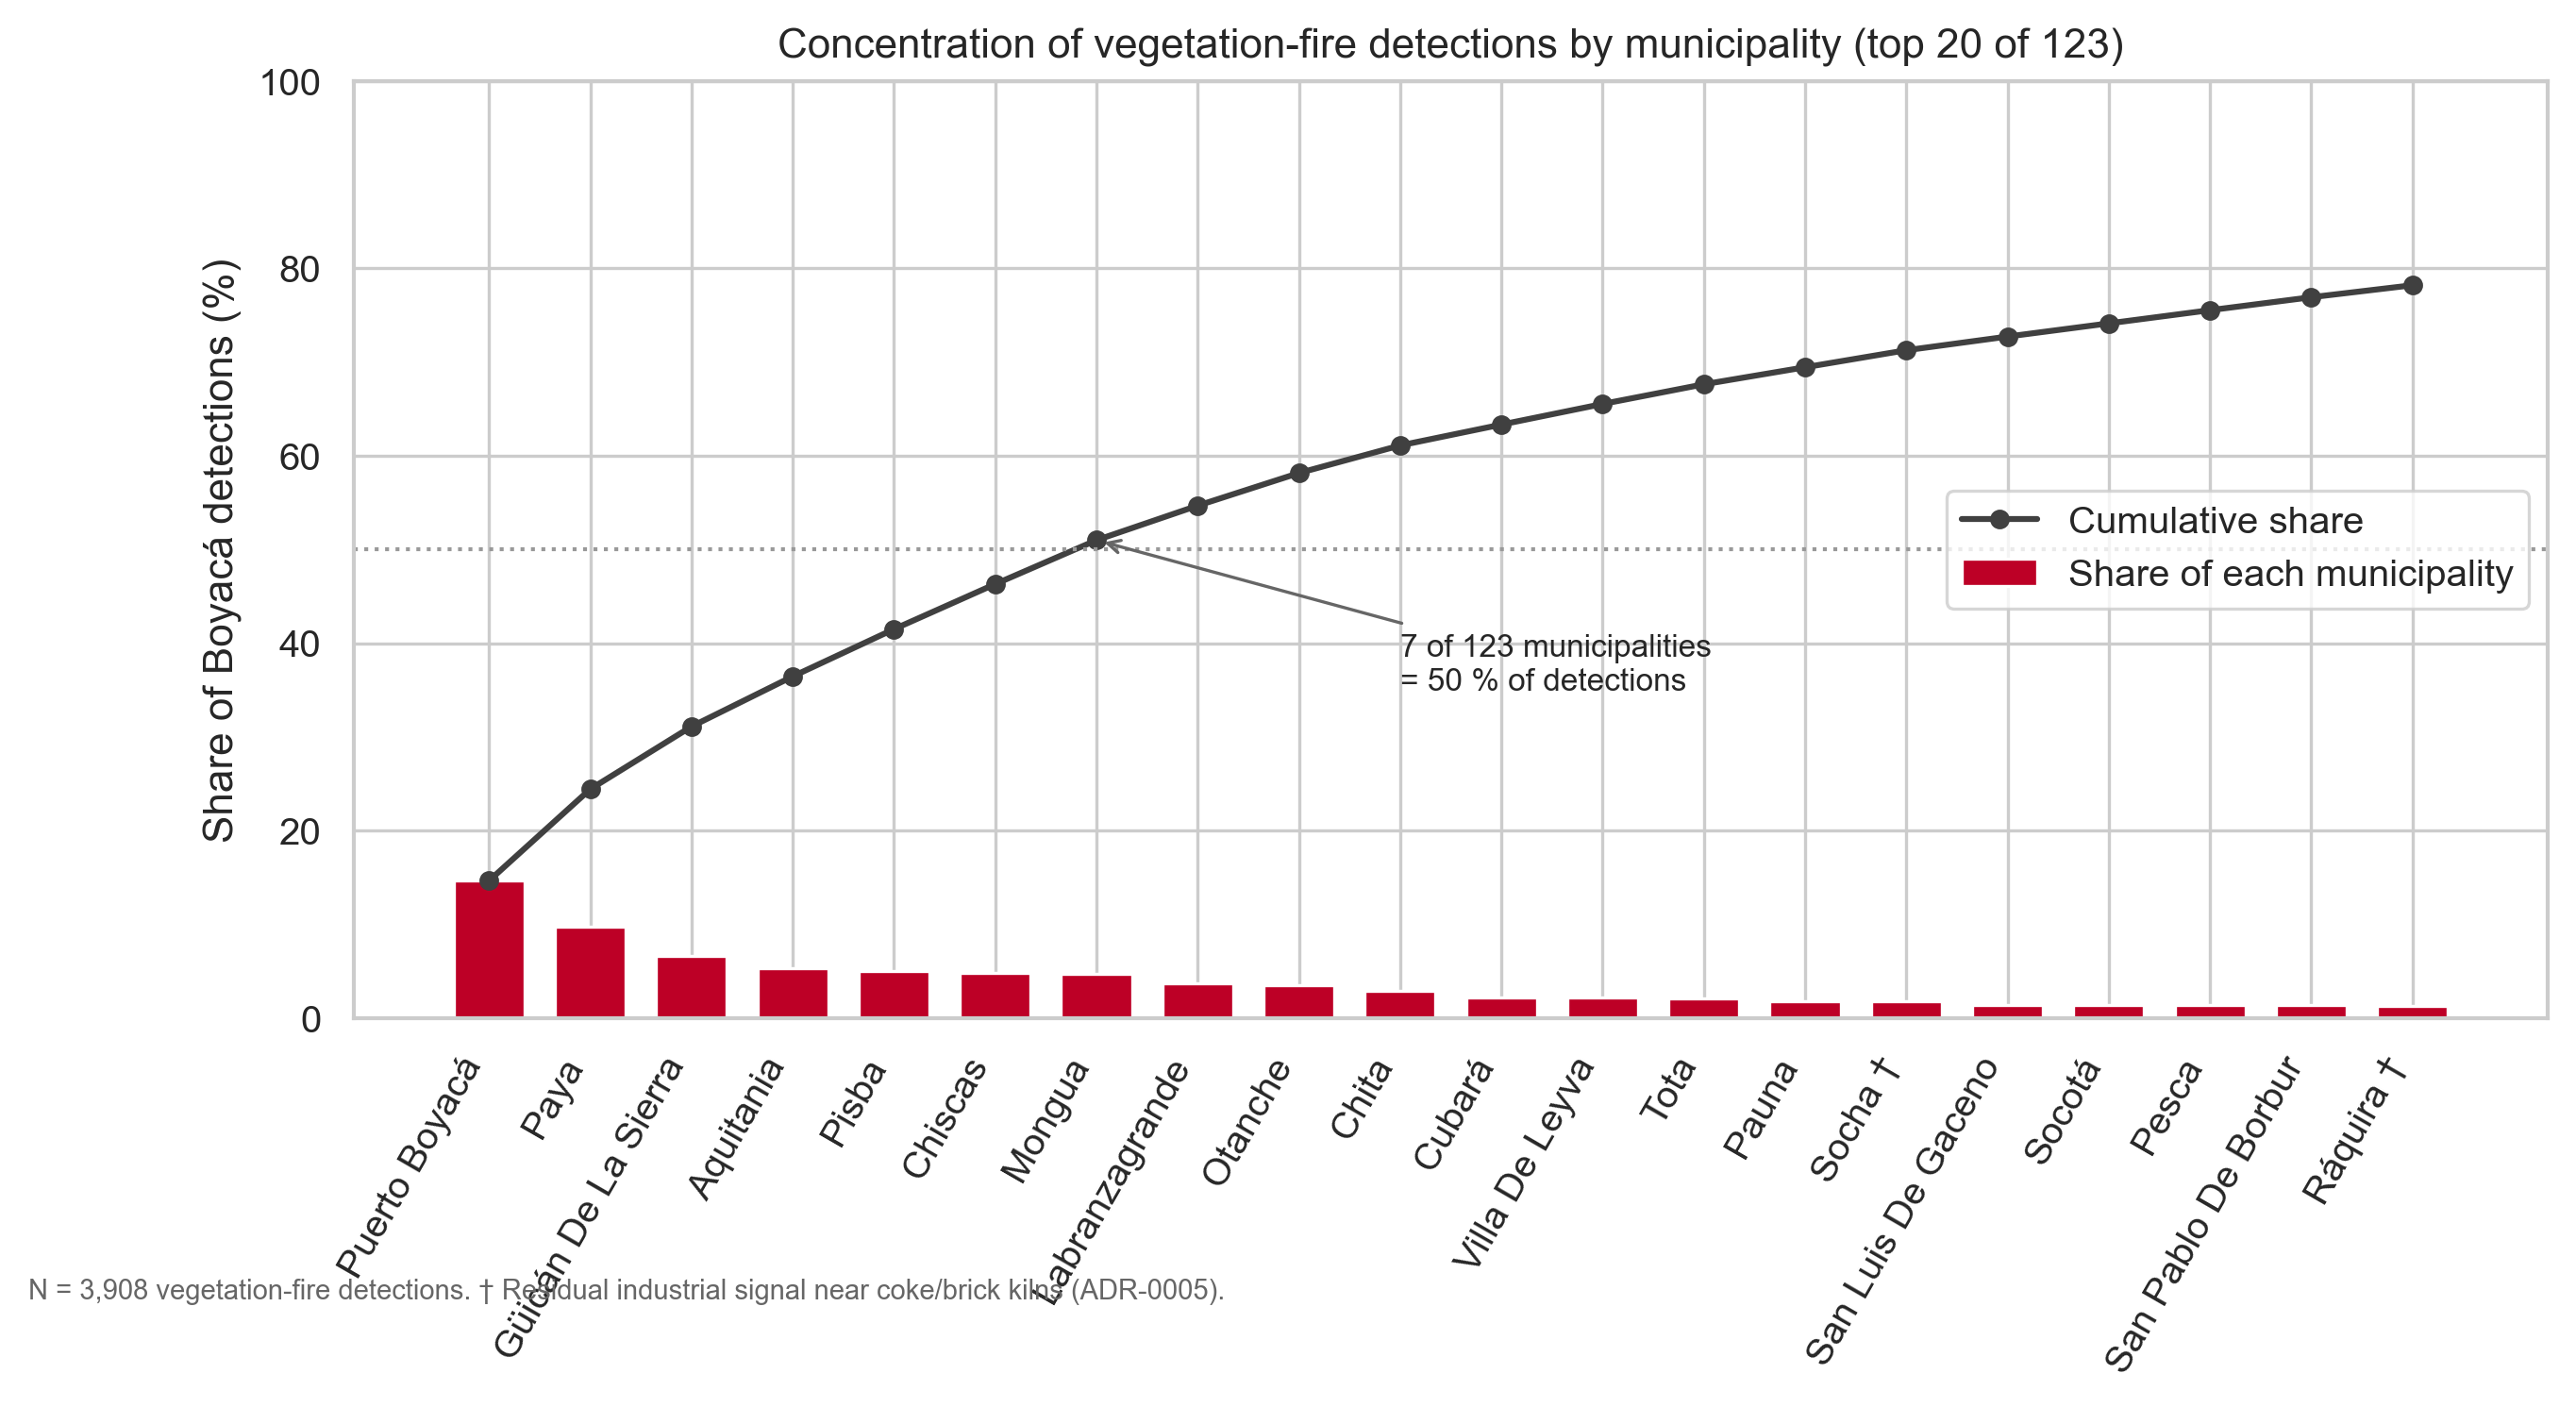 Concentration of vegetation-fire detections by municipality (top 20 of 123)
Share of Boyacá detections (%)
100
80
60
40
20
0
Cumulative share
Share of each municipality
7 of 123 municipalities
= 50 % of detections
Puerto Boyacá
Paya
Güicán De La Sierra
Aquitania
Pisba
Chiscas
Mongua
Labranzagrande
Otanche
Chita
Cubará
Villa De Leyva
Tota
Pauna
Socha †
San Luis De Gaceno
Socotá
Pesca
San Pablo De Borbur
Ráquira †
N = 3,908 vegetation-fire detections. † Residual industrial signal near coke/brick kilns (ADR-0005).